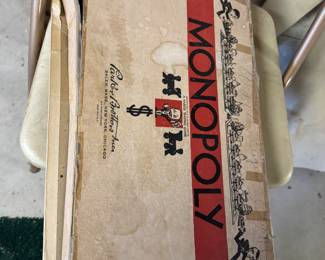 MONOPOLY
Parker Brothers Inc
SALEM, MASS., NEW YORK, CHICAGO
$